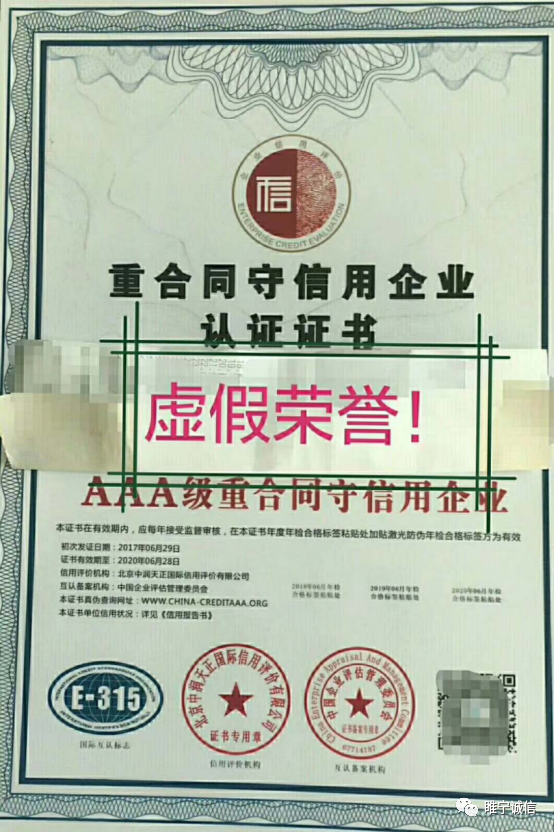 企业信用评价
信
ENTERPRISE CREDIT EVALUATION
重合同守信用企业
认证证书
虚假荣誉！
AAA级重合同守信用企业
本证书在有效期内，应每年接受监督审核，在本证书年度年检合格标签粘贴处加贴激光防伪年检合格标签方为有效
初次发证日期：2017年06月29日
证书有效期至：2020年06月28日
信用评价机构：北京中润天正国际信用评价有限公司
互认备案机构：中国企业评估管理委员会
本证书真伪查询网址：WWW.CHINA-CREDITAAA.ORG
本证书单位信用状况：详见《信用报告书》
2018年06月年检
合格标签粘贴处
2019年06月年检
合格标签粘贴处
2020年06月年检
合格标签粘贴处
E-315
国际互认标志
北京中润天正国际信用评价有限公司
证书专用章
信用评价机构
China Enterprise Appraisal And Management Committee
中国企业评估管理委员会
证书备案专用章
07714187
互认备案机构
睢宁诚信